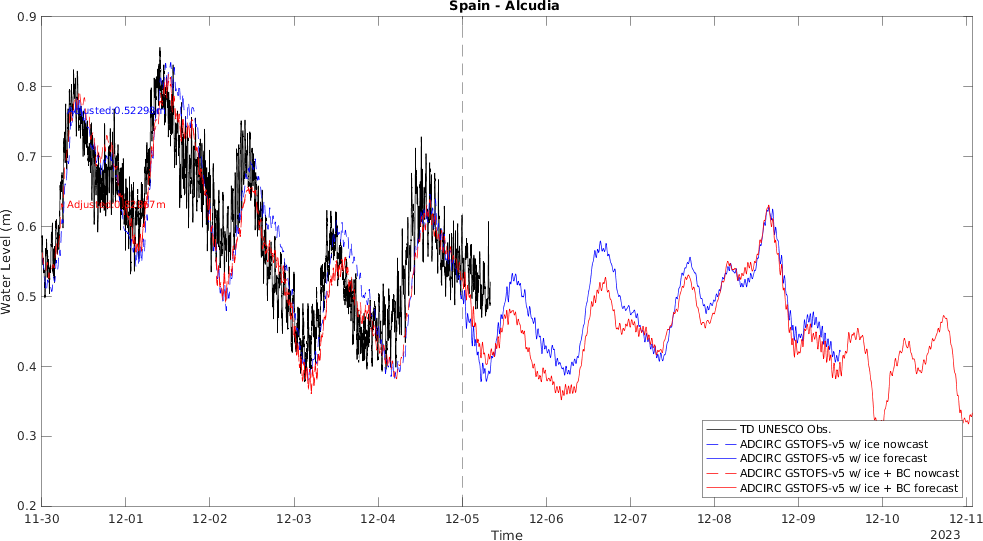 Spain - Alcudia
0.9
0.8
0.7
0.6
0.5
0.4
0.3
0.2
Water Level (m)
TD UNESCO Obs.
ADCIRC GSTOFS-v5 w/ ice nowcast
ADCIRC GSTOFS-v5 w/ ice forecast
ADCIRC GSTOFS-v5 w/ ice + BC nowcast
ADCIRC GSTOFS-v5 w/ ice + BC forecast
11-30 12-01 12-02 12-03 12-04 12-05 12-06 12-07 12-08 12-09 12-10 12-11
Time
2023